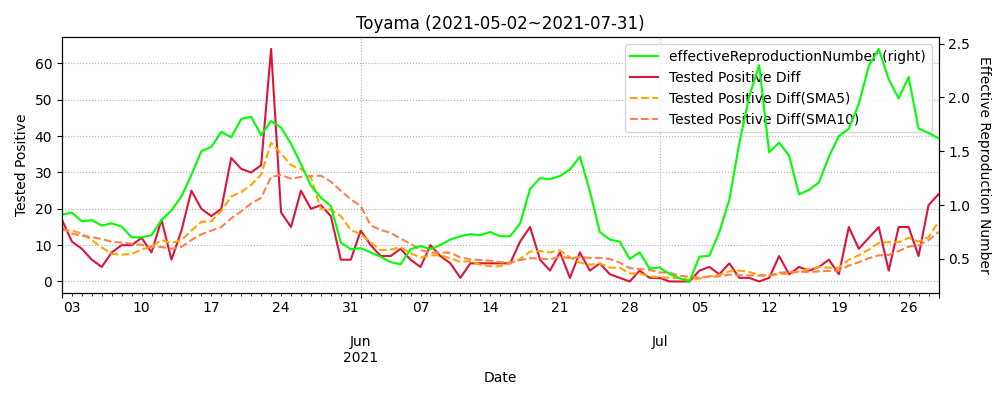 Toyama (2021-05-02~2021-07-31)
effectiveReproductionNumber (right)
Tested Positive Diff
Tested Positive Diff(SMA5)
Tested Positive Diff(SMA10)
Tested Positive
60
50
40
30
20
10
0
2.5
2.0
1.5
1.0
0.5
Effective Reproduction Number
03 10 17 24 31 07 14 21 28 05 12 19 26
Jun Jul
2021
Date